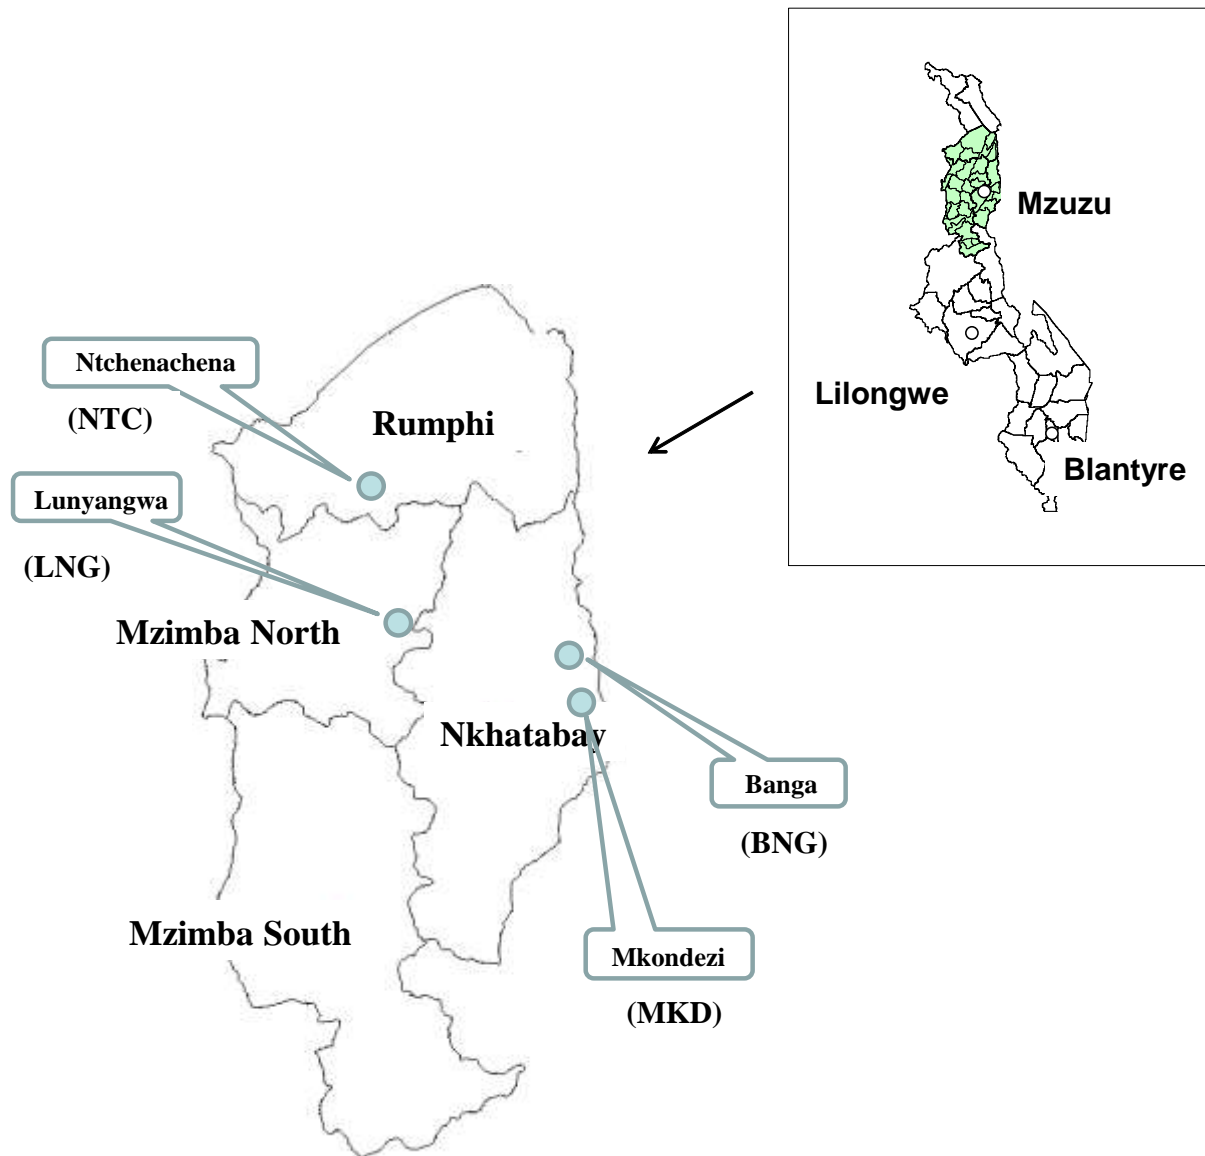 Mzuzu
Lilongwe
Blantyre
Ntchenachena
(NTC)
Rumphi
Lunyangwa
(LNG)
Mzimba North
Nkhatabay
Banga
(BNG)
Mzimba South
Mkondezi
(MKD)